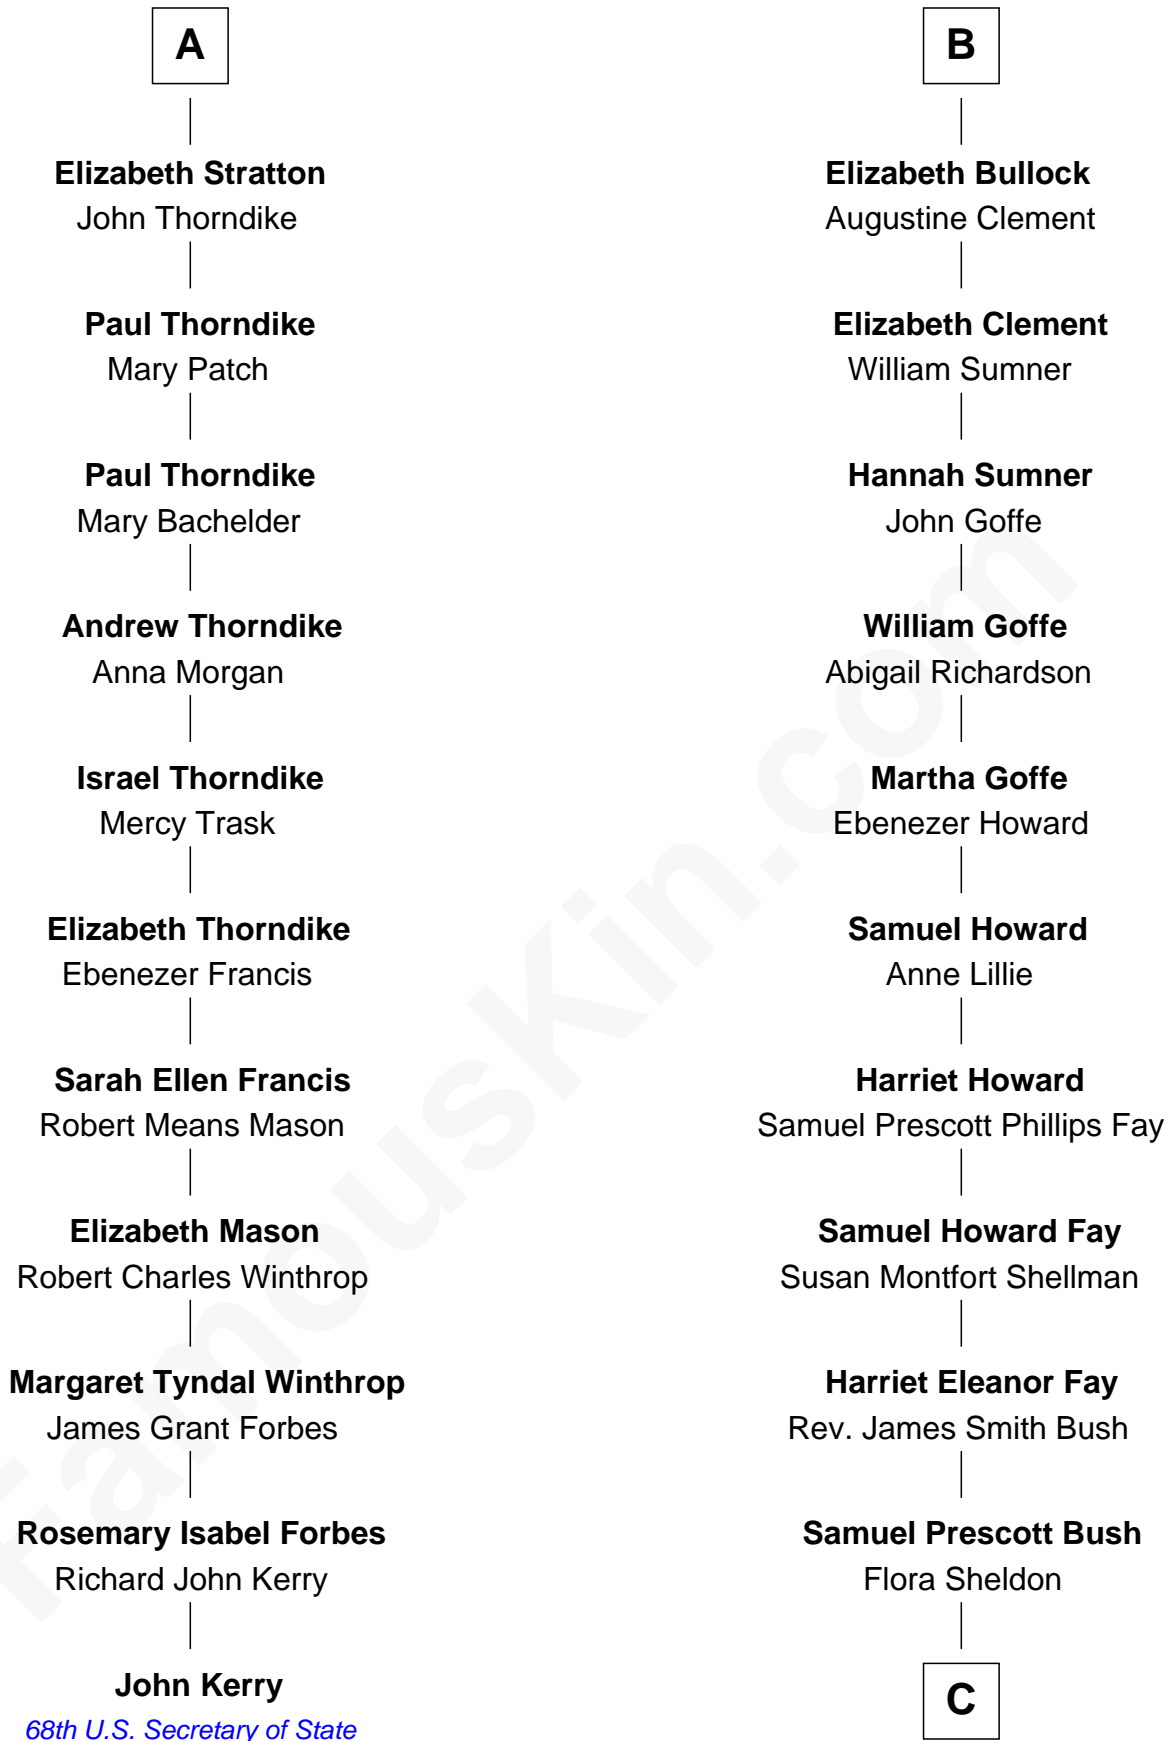 A
Elizabeth Stratton
John Thorndike
Paul Thorndike
Mary Patch
Paul Thorndike
Mary Bachelder
Andrew Thorndike
Anna Morgan
Israel Thorndike
Mercy Trask
Elizabeth Thorndike
Ebenezer Francis
Sarah Ellen Francis
Robert Means Mason
Elizabeth Mason
Robert Charles Winthrop
Margaret Tyndal Winthrop
James Grant Forbes
Rosemary Isabel Forbes
Richard John Kerry
John Kerry
68th U.S. Secretary of State
B
Elizabeth Bullock
Augustine Clement
Elizabeth Clement
William Sumner
Hannah Sumner
John Goffe
William Goffe
Abigail Richardson
Martha Goffe
Ebenezer Howard
Samuel Howard
Anne Lillie
Harriet Howard
Samuel Prescott Phillips Fay
Samuel Howard Fay
Susan Montfort Shellman
Harriet Eleanor Fay
Rev. James Smith Bush
Samuel Prescott Bush
Flora Sheldon
C
FamousKin.com